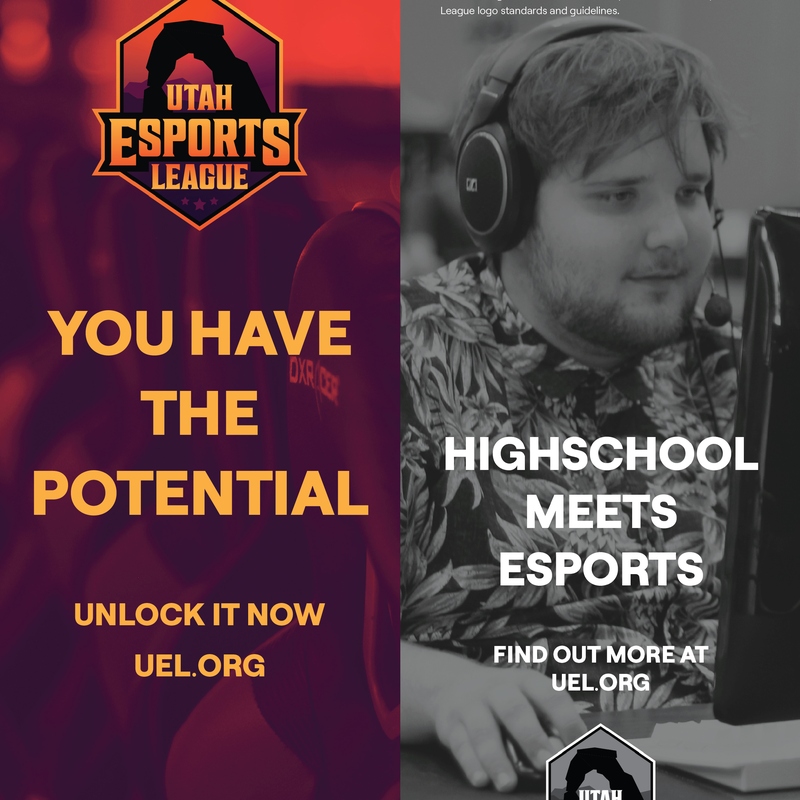 UTAH
ESPORTS
LEAGUE
YOU HAVE
THE
POTENTIAL
UNLOCK IT NOW
UEL.ORG
League logo standards and guidelines.
HIGHSCHOOL
MEETS
ESPORTS
FIND OUT MORE AT
UEL.ORG
UTAH